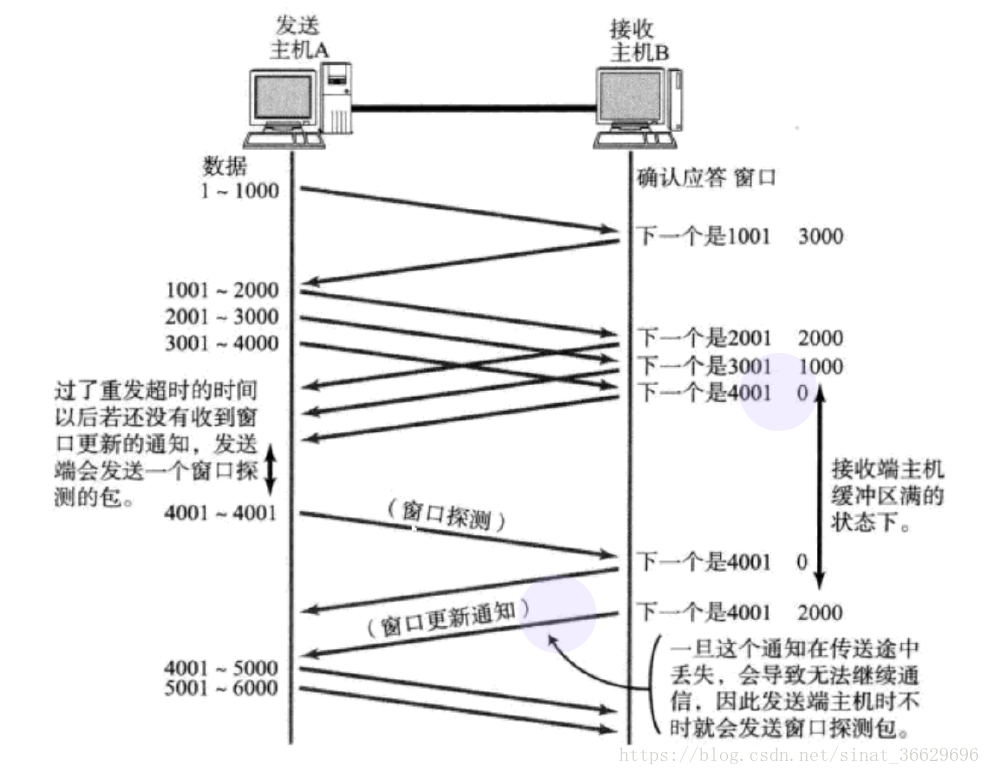 发送
主机A
接收
主机B
数据
确认应答 窗口
1 ~ 1000
下一个是1001 3000
1001 ~ 2000
2001 ~ 3000
3001 ~ 4000
下一个是2001 2000
下一个是3001 1000
下一个是4001 0
过了重发超时的时间
以后若还没有收到窗
口更新的通知，发送
端会发送一个窗口探
测的包。
接收端主机
缓冲区满的
状态下。
4001 ~ 4001
（窗口探测）
下一个是4001 0
（窗口更新通知）
下一个是4001 2000
4001 ~ 5000
5001 ~ 6000
一旦这个通知在传送途中
丢失，会导致无法继续通
信，因此发送端主机时不
时就会发送窗口探测包。
https://blog.csdn.net/sinat_36629696